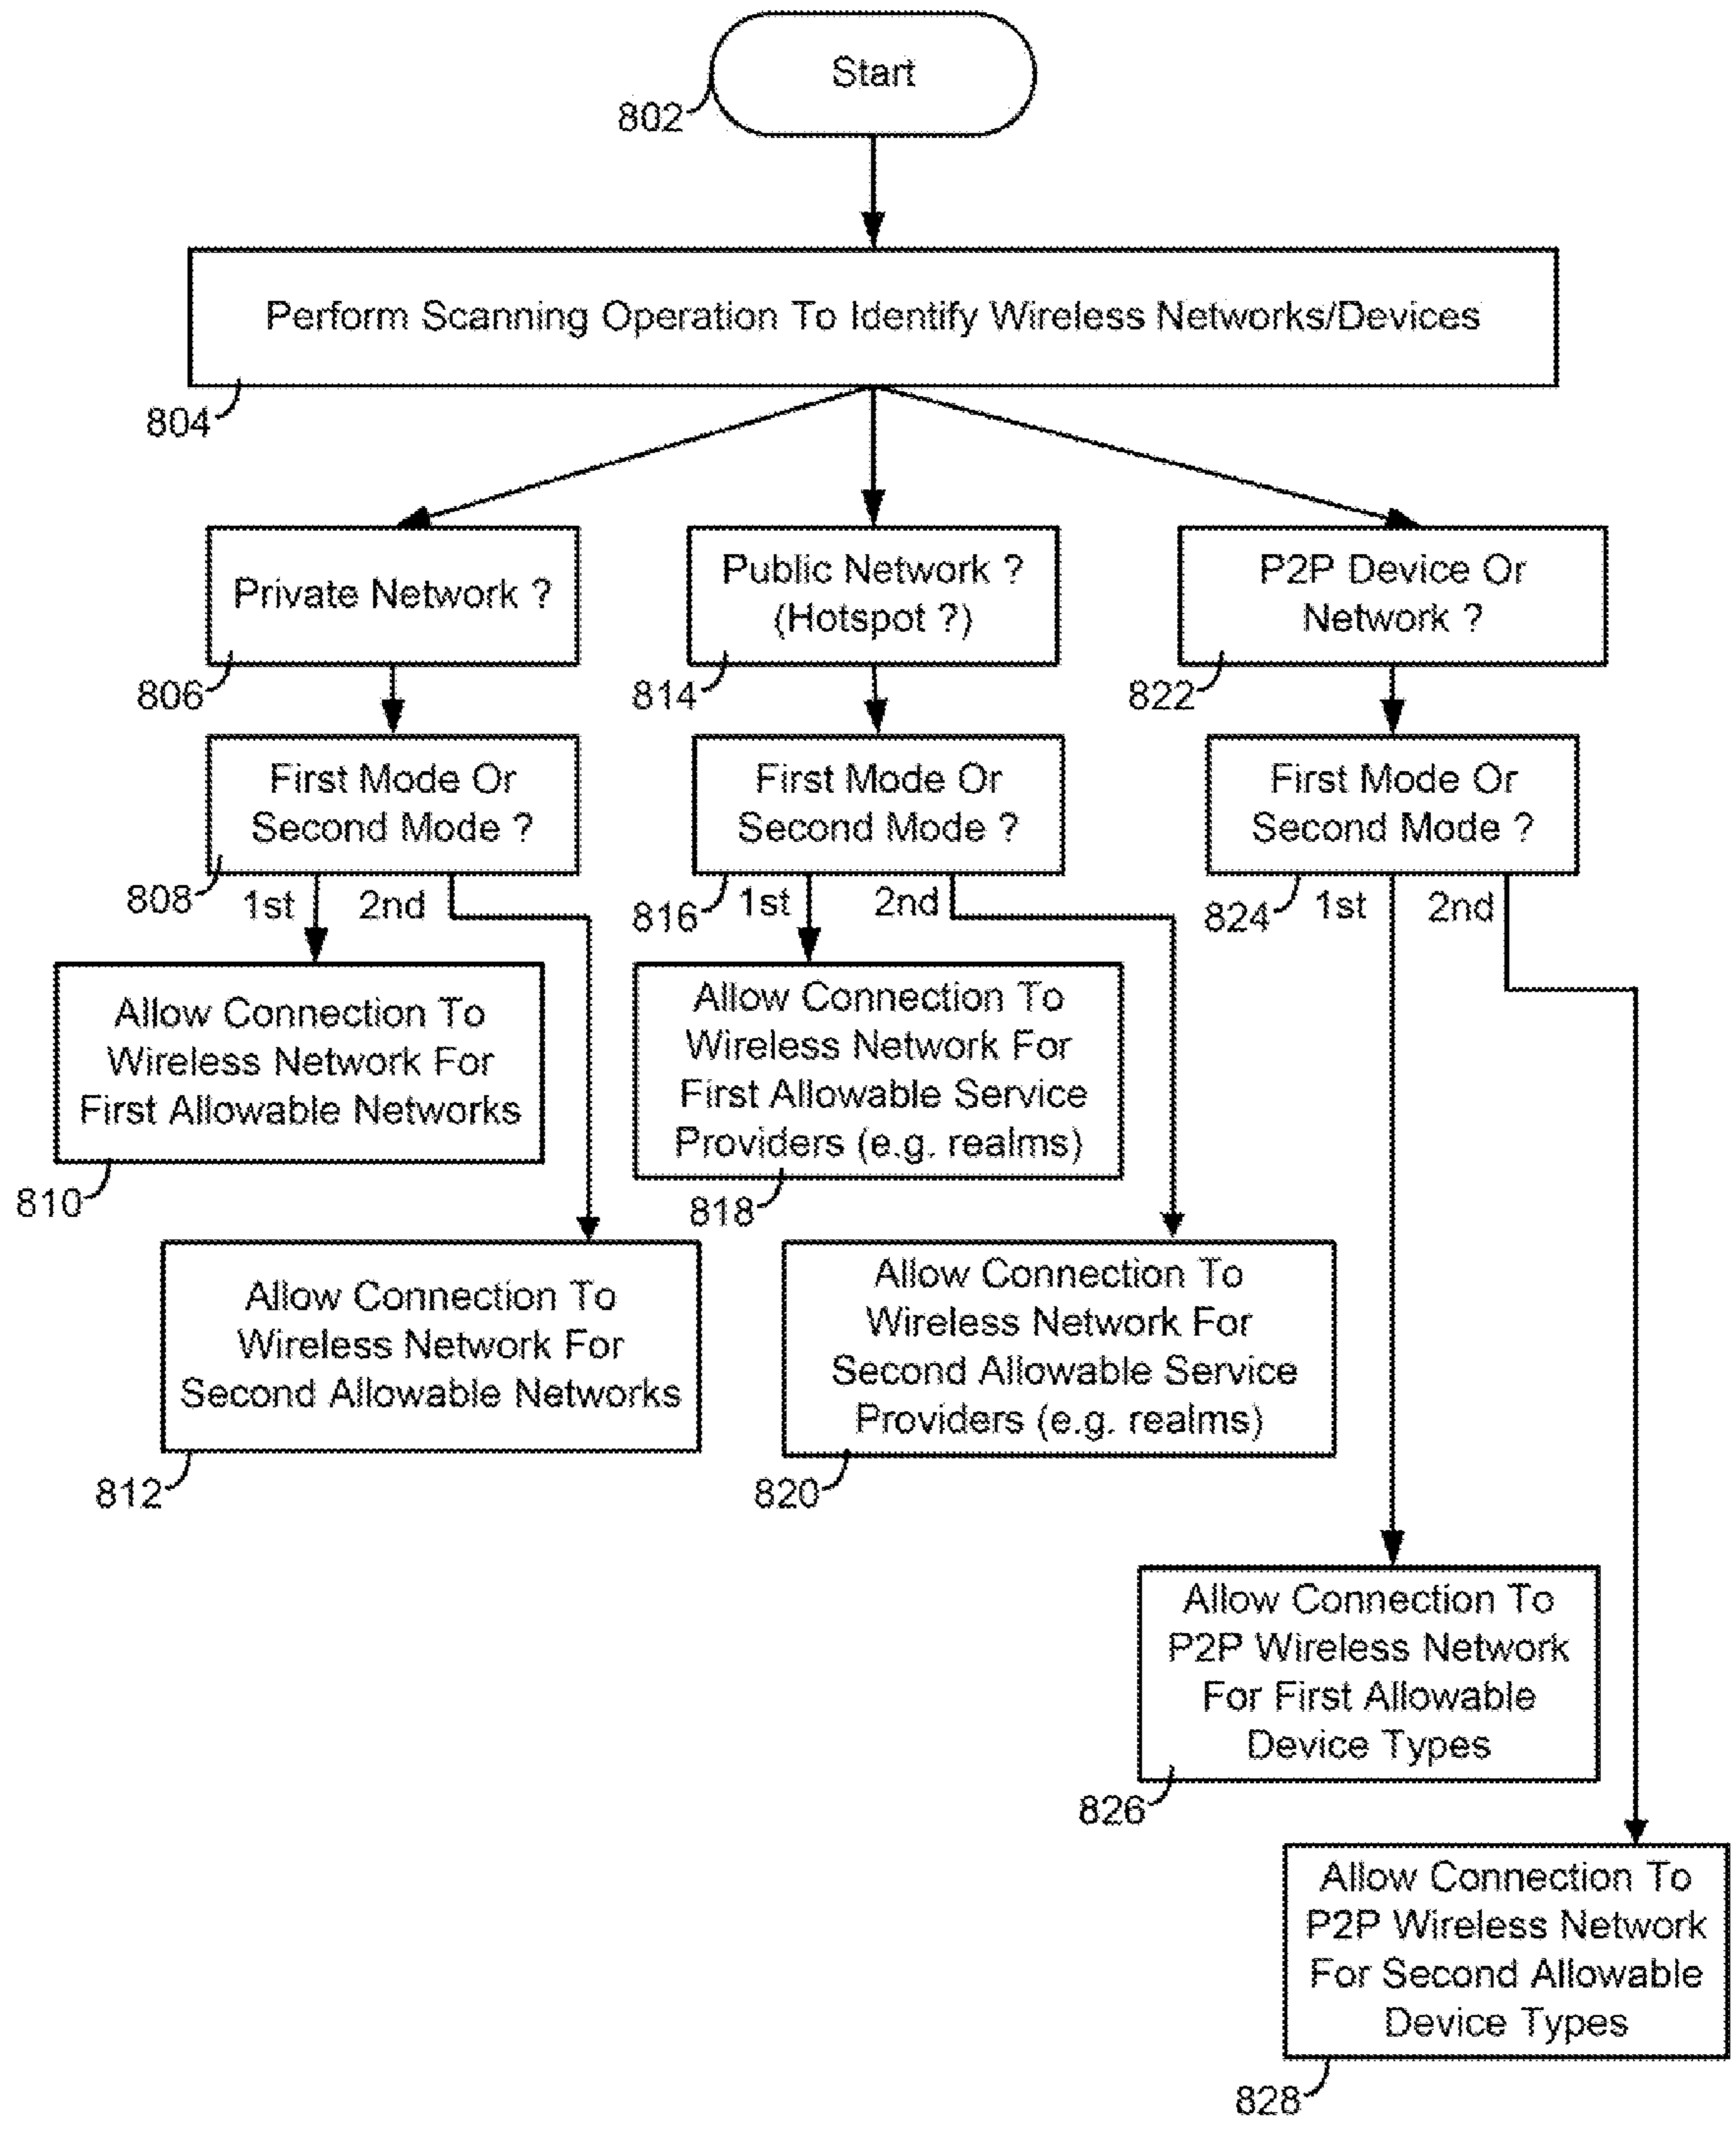 Start
802
Perform Scanning Operation To Identify Wireless Networks/Devices
804
Private Network ?
806
Public Network ?
(Hotspot ?)
814
P2P Device Or
Network ?
822
First Mode Or
Second Mode ?
808
1st
2nd
First Mode Or
Second Mode ?
816
1st
2nd
First Mode Or
Second Mode ?
824
1st
2nd
Allow Connection To
Wireless Network For
First Allowable Networks
810
Allow Connection To
Wireless Network For
First Allowable Service
Providers (e.g. realms)
818
Allow Connection To
Wireless Network For
Second Allowable Networks
812
Allow Connection To
Wireless Network For
Second Allowable Service
Providers (e.g. realms)
820
Allow Connection To
P2P Wireless Network
For First Allowable
Device Types
826
Allow Connection To
P2P Wireless Network
For Second Allowable
Device Types
828